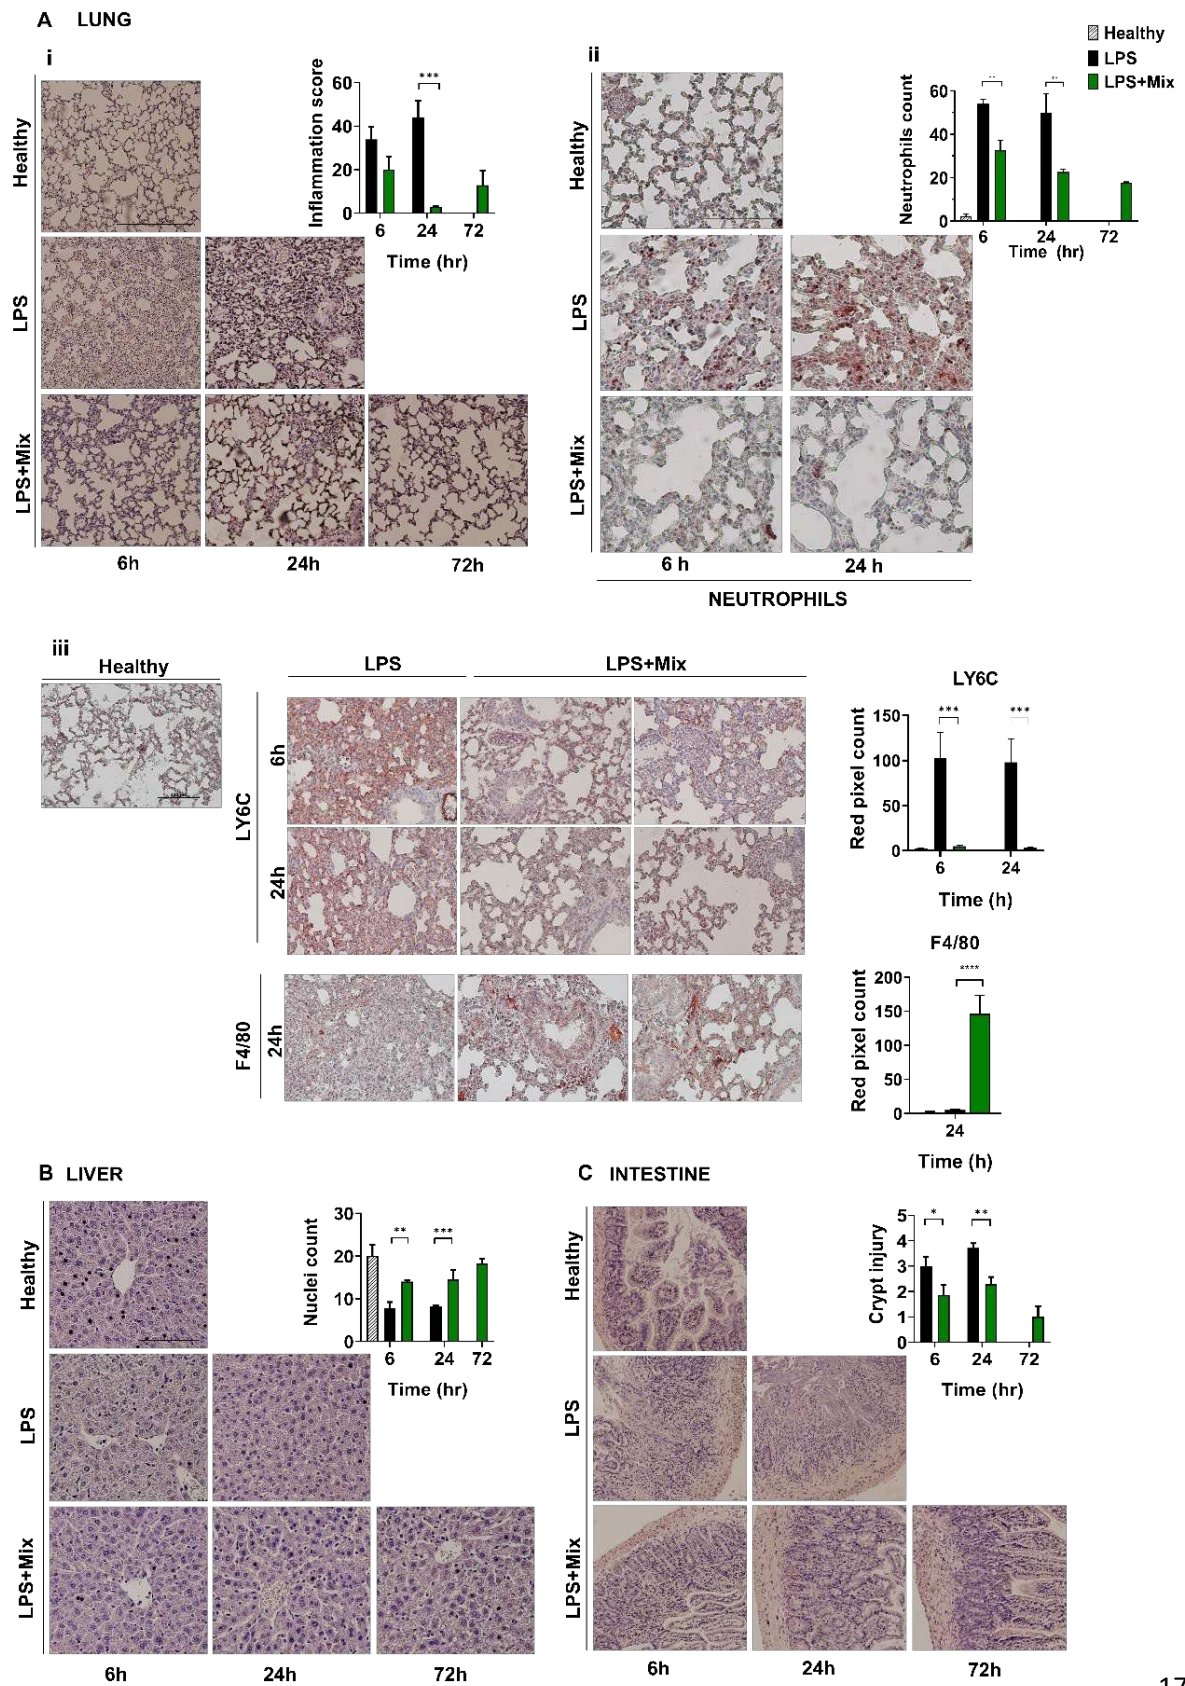 A LUNG
i
Healthy
LPS
LPS+Mix
6h
24h
72h
Inflammation score
60
40
20
0
***
6
24
72
Time (hr)
ii
Healthy
LPS
LPS+Mix
6 h
24 h
NEUTROPHILS
Healthy
LPS
LPS+Mix
Neutrophils count
60
40
20
0
**
**
6
24
72
Time (hr)
iii
Healthy
LPS
LPS+Mix
LY6C
6h
24h
F4/80
24h
LY6C
Red pixel count
150
100
50
0
***
***
6
24
Time (h)
F4/80
Red pixel count
200
150
100
50
0
****
24
Time (h)
B LIVER
Healthy
LPS
LPS+Mix
6h
24h
72h
Nuclei count
30
20
10
0
**
***
6
24
72
Time (hr)
C INTESTINE
Healthy
LPS
LPS+Mix
6h
24h
72h
Crypt injury
5
4
3
2
1
0
*
**
6
24
72
Time (hr)
17